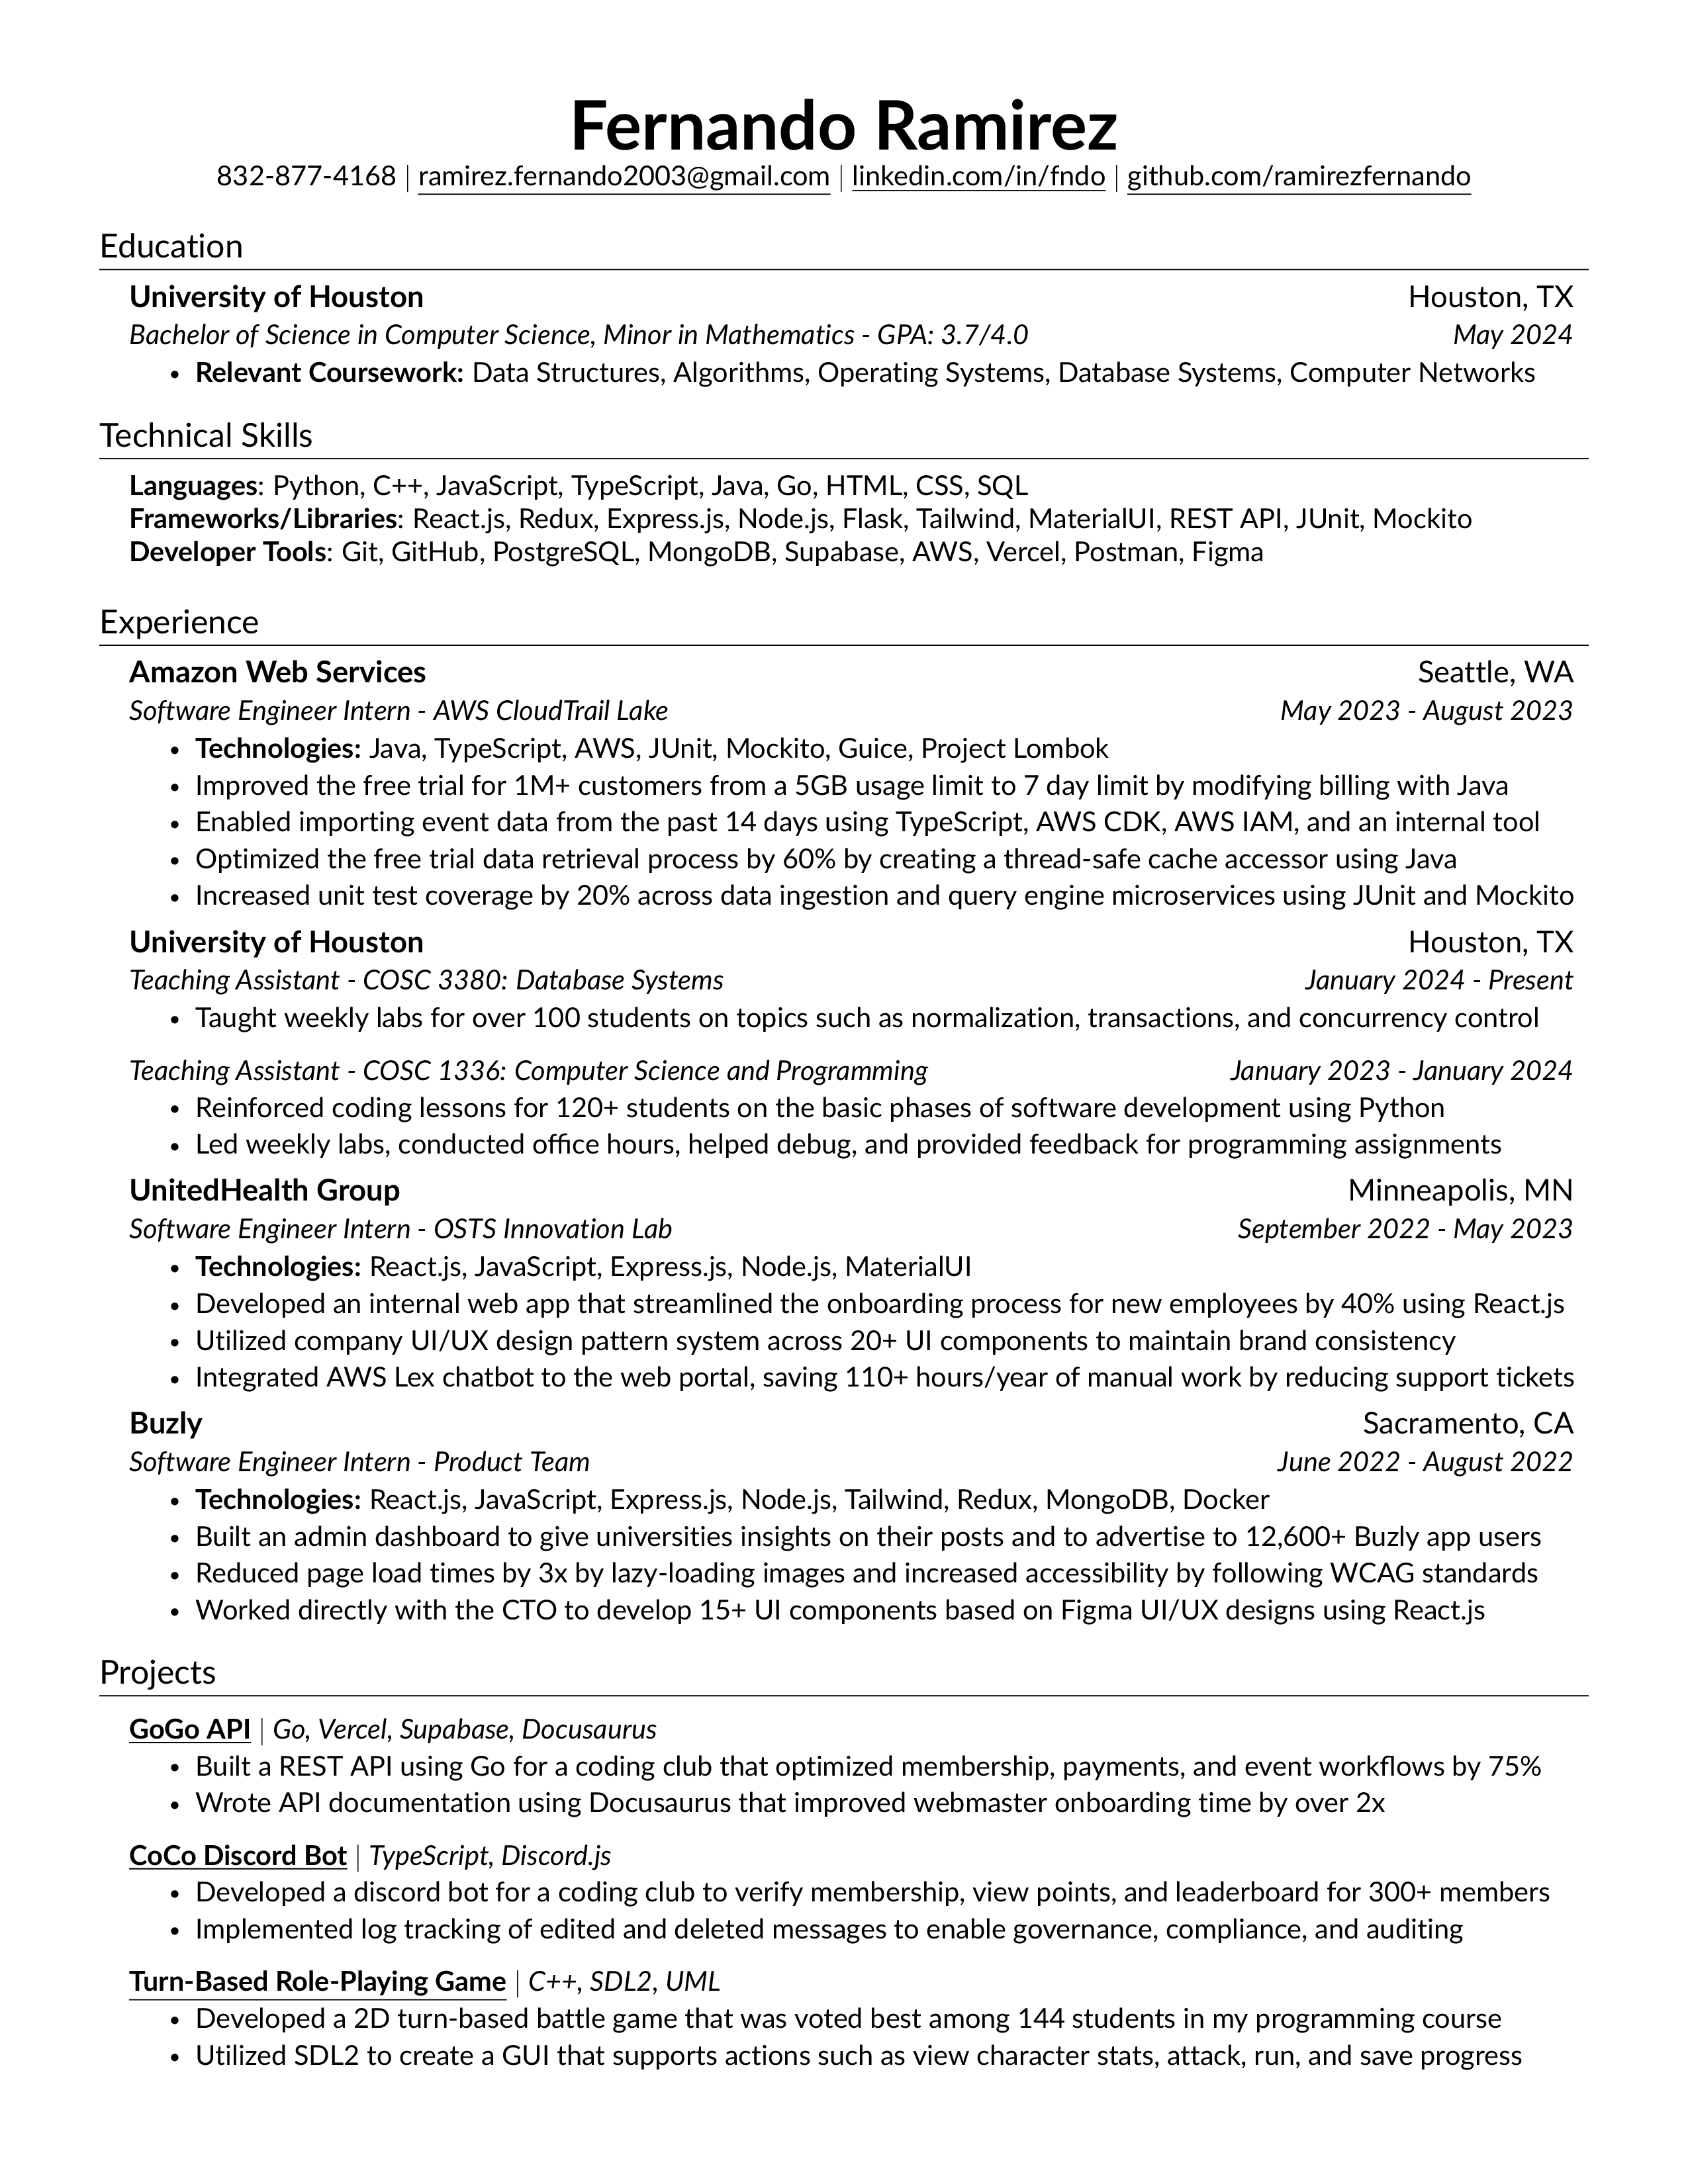 Fernando Ramirez
832-877-4168 | ramirez.fernando2003@gmail.com | linkedin.com/in/fndo | github.com/ramirezfernando
Education
University of Houston Houston, TX
Bachelor of Science in Computer Science, Minor in Mathematics - GPA: 3.7/4.0 May 2024
• Relevant Coursework: Data Structures, Algorithms, Operating Systems, Database Systems, Computer Networks
Technical Skills
Languages: Python, C++, JavaScript, TypeScript, Java, Go, HTML, CSS, SQL
Frameworks/Libraries: React.js, Redux, Express.js, Node.js, Flask, Tailwind, MaterialUI, REST API, JUnit, Mockito
Developer Tools: Git, GitHub, PostgreSQL, MongoDB, Supabase, AWS, Vercel, Postman, Figma
Experience
Amazon Web Services Seattle, WA
Software Engineer Intern - AWS CloudTrail Lake May 2023 - August 2023
• Technologies: Java, TypeScript, AWS, JUnit, Mockito, Guice, Project Lombok
• Improved the free trial for 1M+ customers from a 5GB usage limit to 7 day limit by modifying billing with Java
• Enabled importing event data from the past 14 days using TypeScript, AWS CDK, AWS IAM, and an internal tool
• Optimized the free trial data retrieval process by 60% by creating a thread-safe cache accessor using Java
• Increased unit test coverage by 20% across data ingestion and query engine microservices using JUnit and Mockito
University of Houston Houston, TX
Teaching Assistant - COSC 3380: Database Systems January 2024 - Present
• Taught weekly labs for over 100 students on topics such as normalization, transactions, and concurrency control
Teaching Assistant - COSC 1336: Computer Science and Programming January 2023 - January 2024
• Reinforced coding lessons for 120+ students on the basic phases of software development using Python
• Led weekly labs, conducted office hours, helped debug, and provided feedback for programming assignments
UnitedHealth Group Minneapolis, MN
Software Engineer Intern - OSTS Innovation Lab September 2022 - May 2023
• Technologies: React.js, JavaScript, Express.js, Node.js, MaterialUI
• Developed an internal web app that streamlined the onboarding process for new employees by 40% using React.js
• Utilized company UI/UX design pattern system across 20+ UI components to maintain brand consistency
• Integrated AWS Lex chatbot to the web portal, saving 110+ hours/year of manual work by reducing support tickets
Buzly Sacramento, CA
Software Engineer Intern - Product Team June 2022 - August 2022
• Technologies: React.js, JavaScript, Express.js, Node.js, Tailwind, Redux, MongoDB, Docker
• Built an admin dashboard to give universities insights on their posts and to advertise to 12,600+ Buzly app users
• Reduced page load times by 3x by lazy-loading images and increased accessibility by following WCAG standards
• Worked directly with the CTO to develop 15+ UI components based on Figma UI/UX designs using React.js
Projects
GoGo API | Go, Vercel, Supabase, Docusaurus
• Built a REST API using Go for a coding club that optimized membership, payments, and event workflows by 75%
• Wrote API documentation using Docusaurus that improved webmaster onboarding time by over 2x
CoCo Discord Bot | TypeScript, Discord.js
• Developed a discord bot for a coding club to verify membership, view points, and leaderboard for 300+ members
• Implemented log tracking of edited and deleted messages to enable governance, compliance, and auditing
Turn-Based Role-Playing Game | C++, SDL2, UML
• Developed a 2D turn-based battle game that was voted best among 144 students in my programming course
• Utilized SDL2 to create a GUI that supports actions such as view character stats, attack, run, and save progress